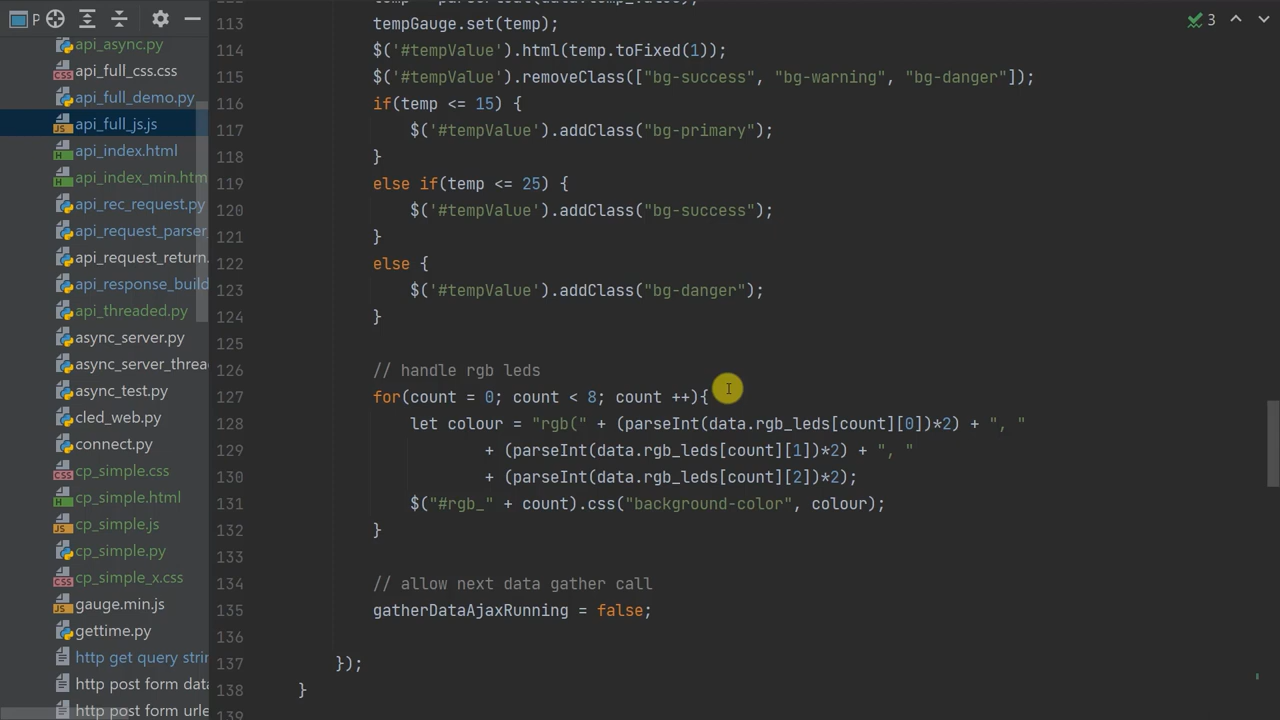 P
3
api_async.py
api_full_css.css
api_full_demo.py
api_full_js.js
api_index.html
api_index_min.htm
api_rec_request.py
api_request_parser_
api_request_return.
api_response_build
api_threaded.py
async_server.py
async_server_threa
async_test.py
cled_web.py
connect.py
cp_simple.css
cp_simple.html
cp_simple.js
cp_simple.py
cp_simple_x.css
gauge.min.js
gettime.py
http get query strin
http post form data
http post form urle
113 tempGauge.set(temp);
114 $('#tempValue').html(temp.toFixed(1));
115 $('#tempValue').removeClass(["bg-success", "bg-warning", "bg-danger"]);
116 if(temp <= 15) {
117 $('#tempValue').addClass("bg-primary");
118 }
119 else if(temp <= 25) {
120 $('#tempValue').addClass("bg-success");
121 }
122 else {
123 $('#tempValue').addClass("bg-danger");
124 }
125
126 // handle rgb leds
127 for(count = 0; count < 8; count ++){
128 let colour = "rgb(" + (parseInt(data.rgb_leds[count][0])*2) + ", "
129 + (parseInt(data.rgb_leds[count][1])*2) + ", "
130 + (parseInt(data.rgb_leds[count][2])*2);
131 $("#rgb_" + count).css("background-color", colour);
132 }
133
134 // allow next data gather call
135 gatherDataAjaxRunning = false;
136
137 });
138 }
139